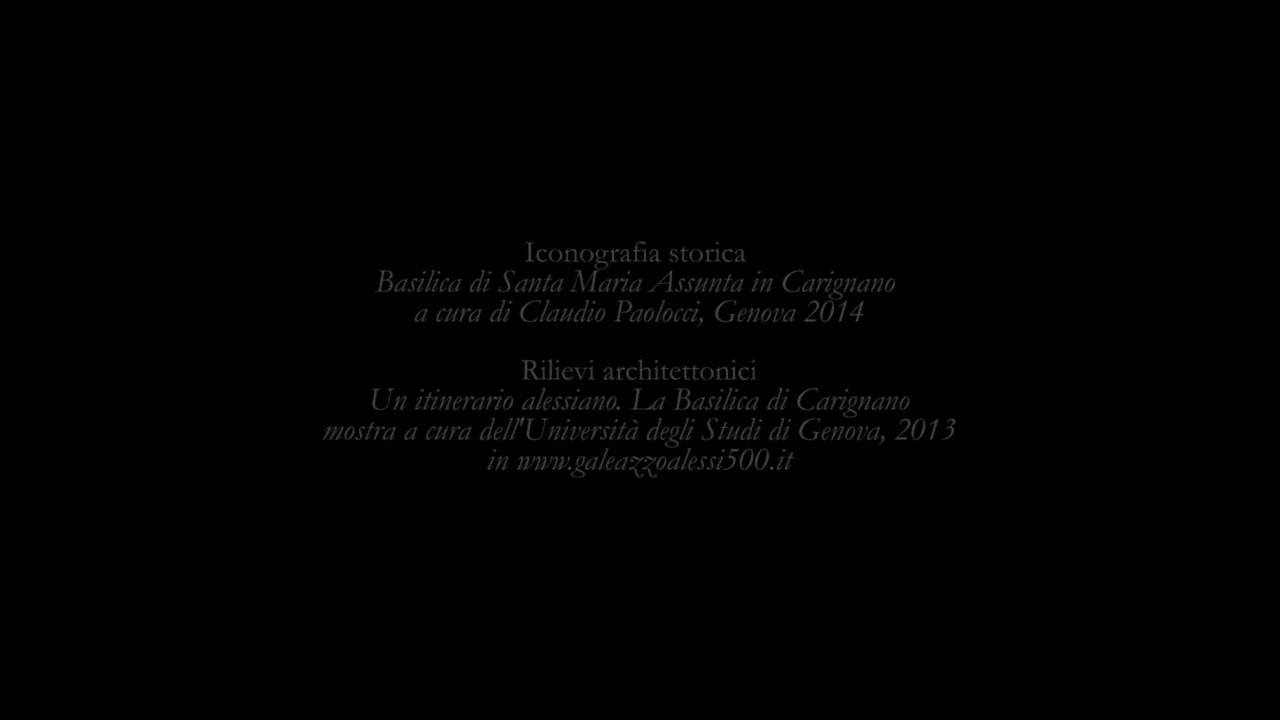 Iconografia storica
Basilica di Santa Maria Assunta in Carignano
a cura di Claudio Paolocci, Genova 2014
Rilievi architettonici
Un itinerario alessiano. La Basilica di Carignano
mostra a cura dell'Università degli Studi di Genova, 2013
in www.galeazzoalessi500.it